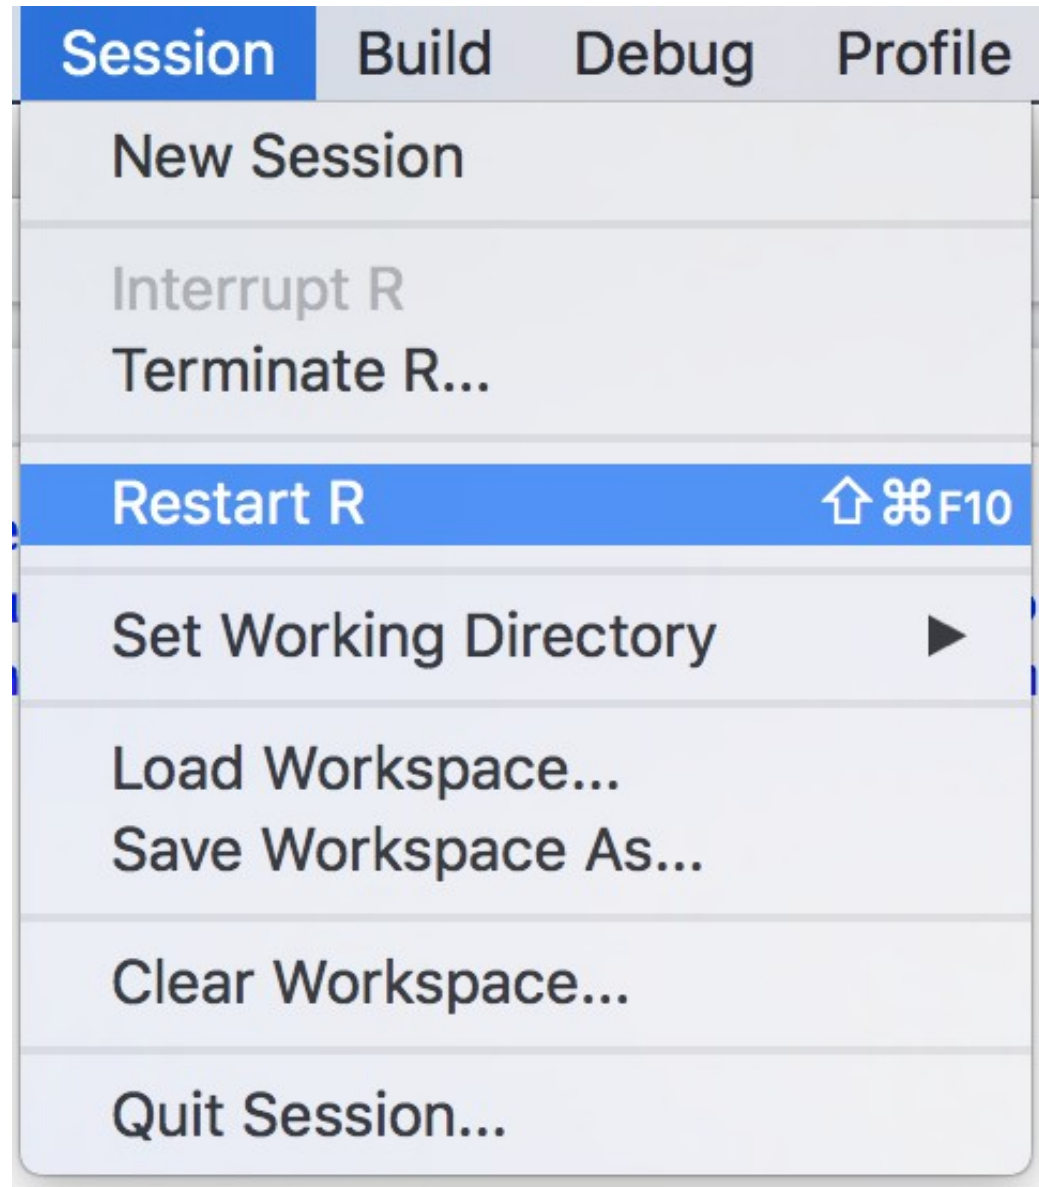 Session Build Debug Profile
New Session
Interrupt R
Terminate R...
Restart R ⇧⌘F10
Set Working Directory ▶
Load Workspace...
Save Workspace As...
Clear Workspace...
Quit Session...